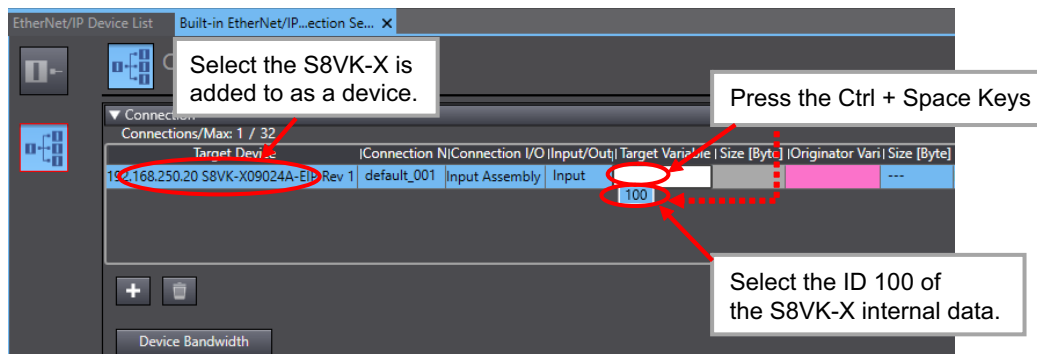 EtherNet/IP Device List
Built-in EtherNet/IP...ection Se... ×
Select the S8VK-X is
added to as a device.
Press the Ctrl + Space Keys
▼ Connection
Connections/Max: 1 / 32
Target Device |Connection N|Connection I/O |Input/Out| Target Variable | Size [Byte] |Originator Vari| Size [Byte]
192.168.250.20 S8VK-X09024A-EIP Rev 1 default_001 Input Assembly Input ---
100
Select the ID 100 of
the S8VK-X internal data.
+
Device Bandwidth